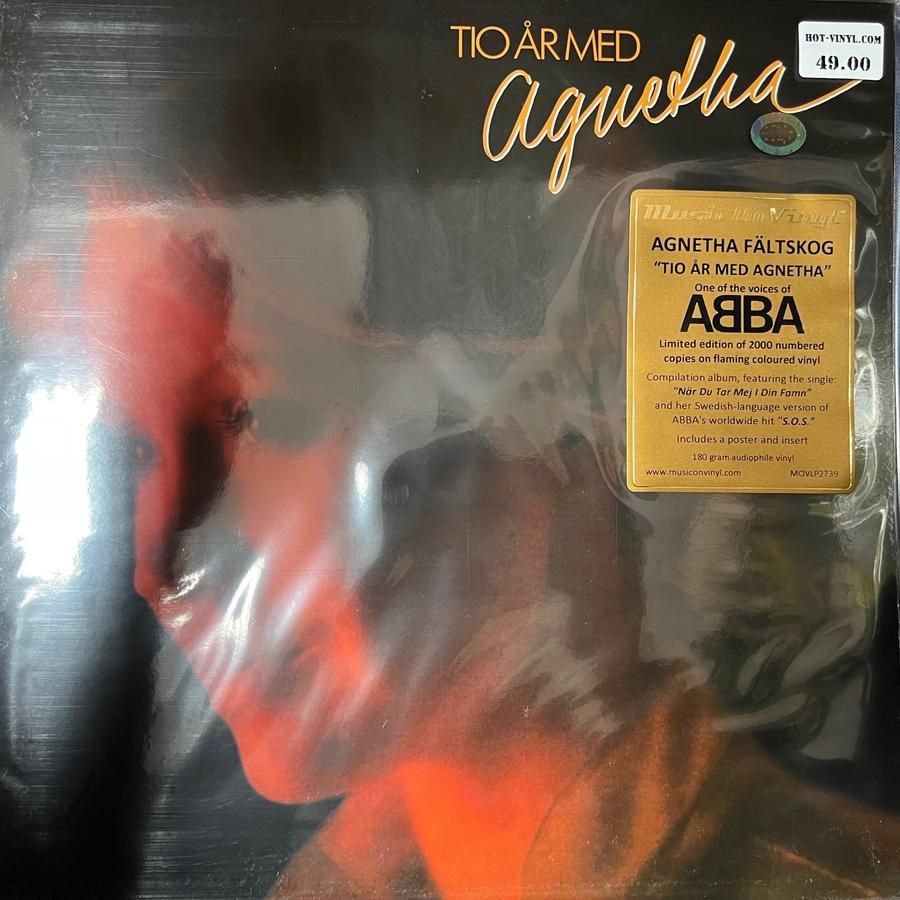 TIO ÅR MED
Agnetha
HOT-VINYL.COM
49.00
Music On Vinyl
AGNETHA FÄLTSKOG
“TIO ÅR MED AGNETHA”
One of the voices of
ABBA
Limited edition of 2000 numbered
copies on flaming coloured vinyl
Compilation album, featuring the single:
“När Du Tar Mej I Din Famn”
and her Swedish-language version of
ABBA's worldwide hit “S.O.S.”
Includes a poster and insert
180 gram audiophile vinyl
www.musiconvinyl.com MOVLP2739